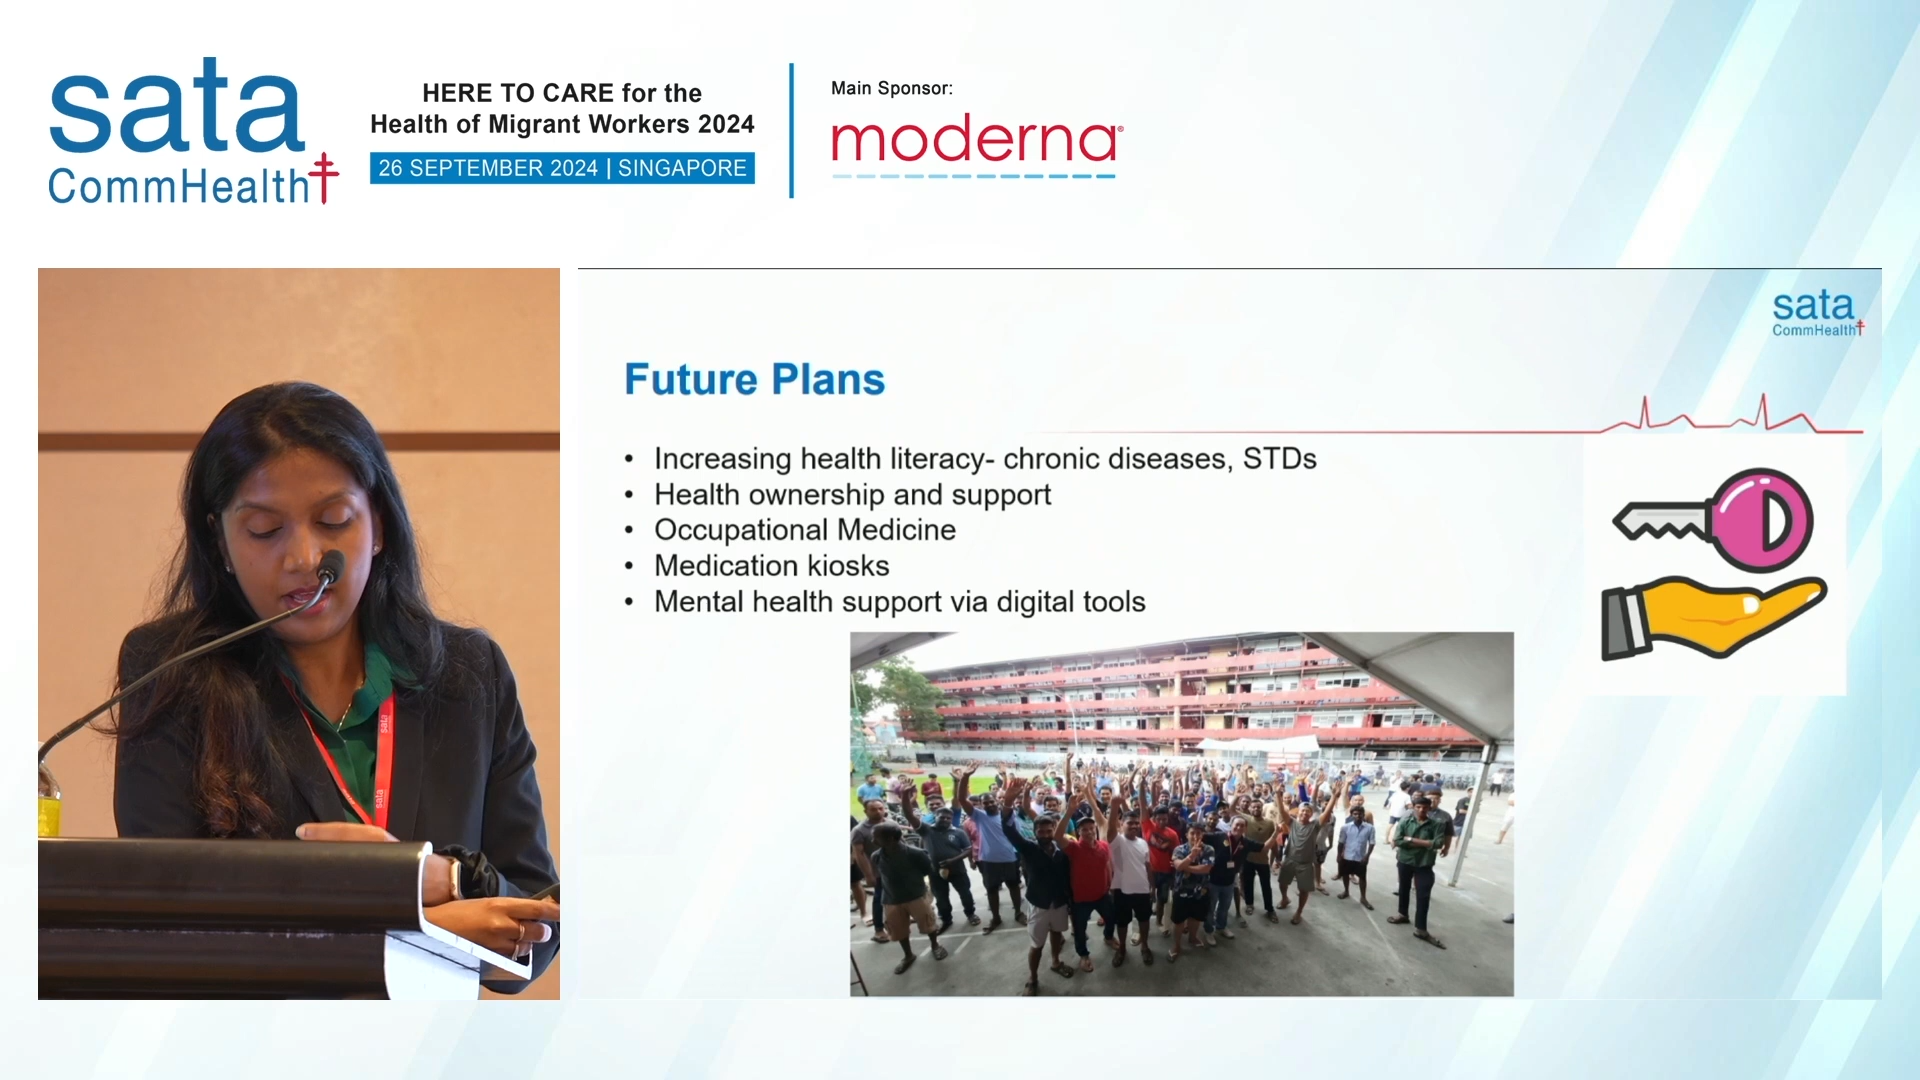 sata
CommHealth
HERE TO CARE for the
Health of Migrant Workers 2024
26 SEPTEMBER 2024 | SINGAPORE
Main Sponsor:
moderna®
sata
CommHealth
Future Plans
• Increasing health literacy- chronic diseases, STDs
• Health ownership and support
• Occupational Medicine
• Medication kiosks
• Mental health support via digital tools
sata
sata